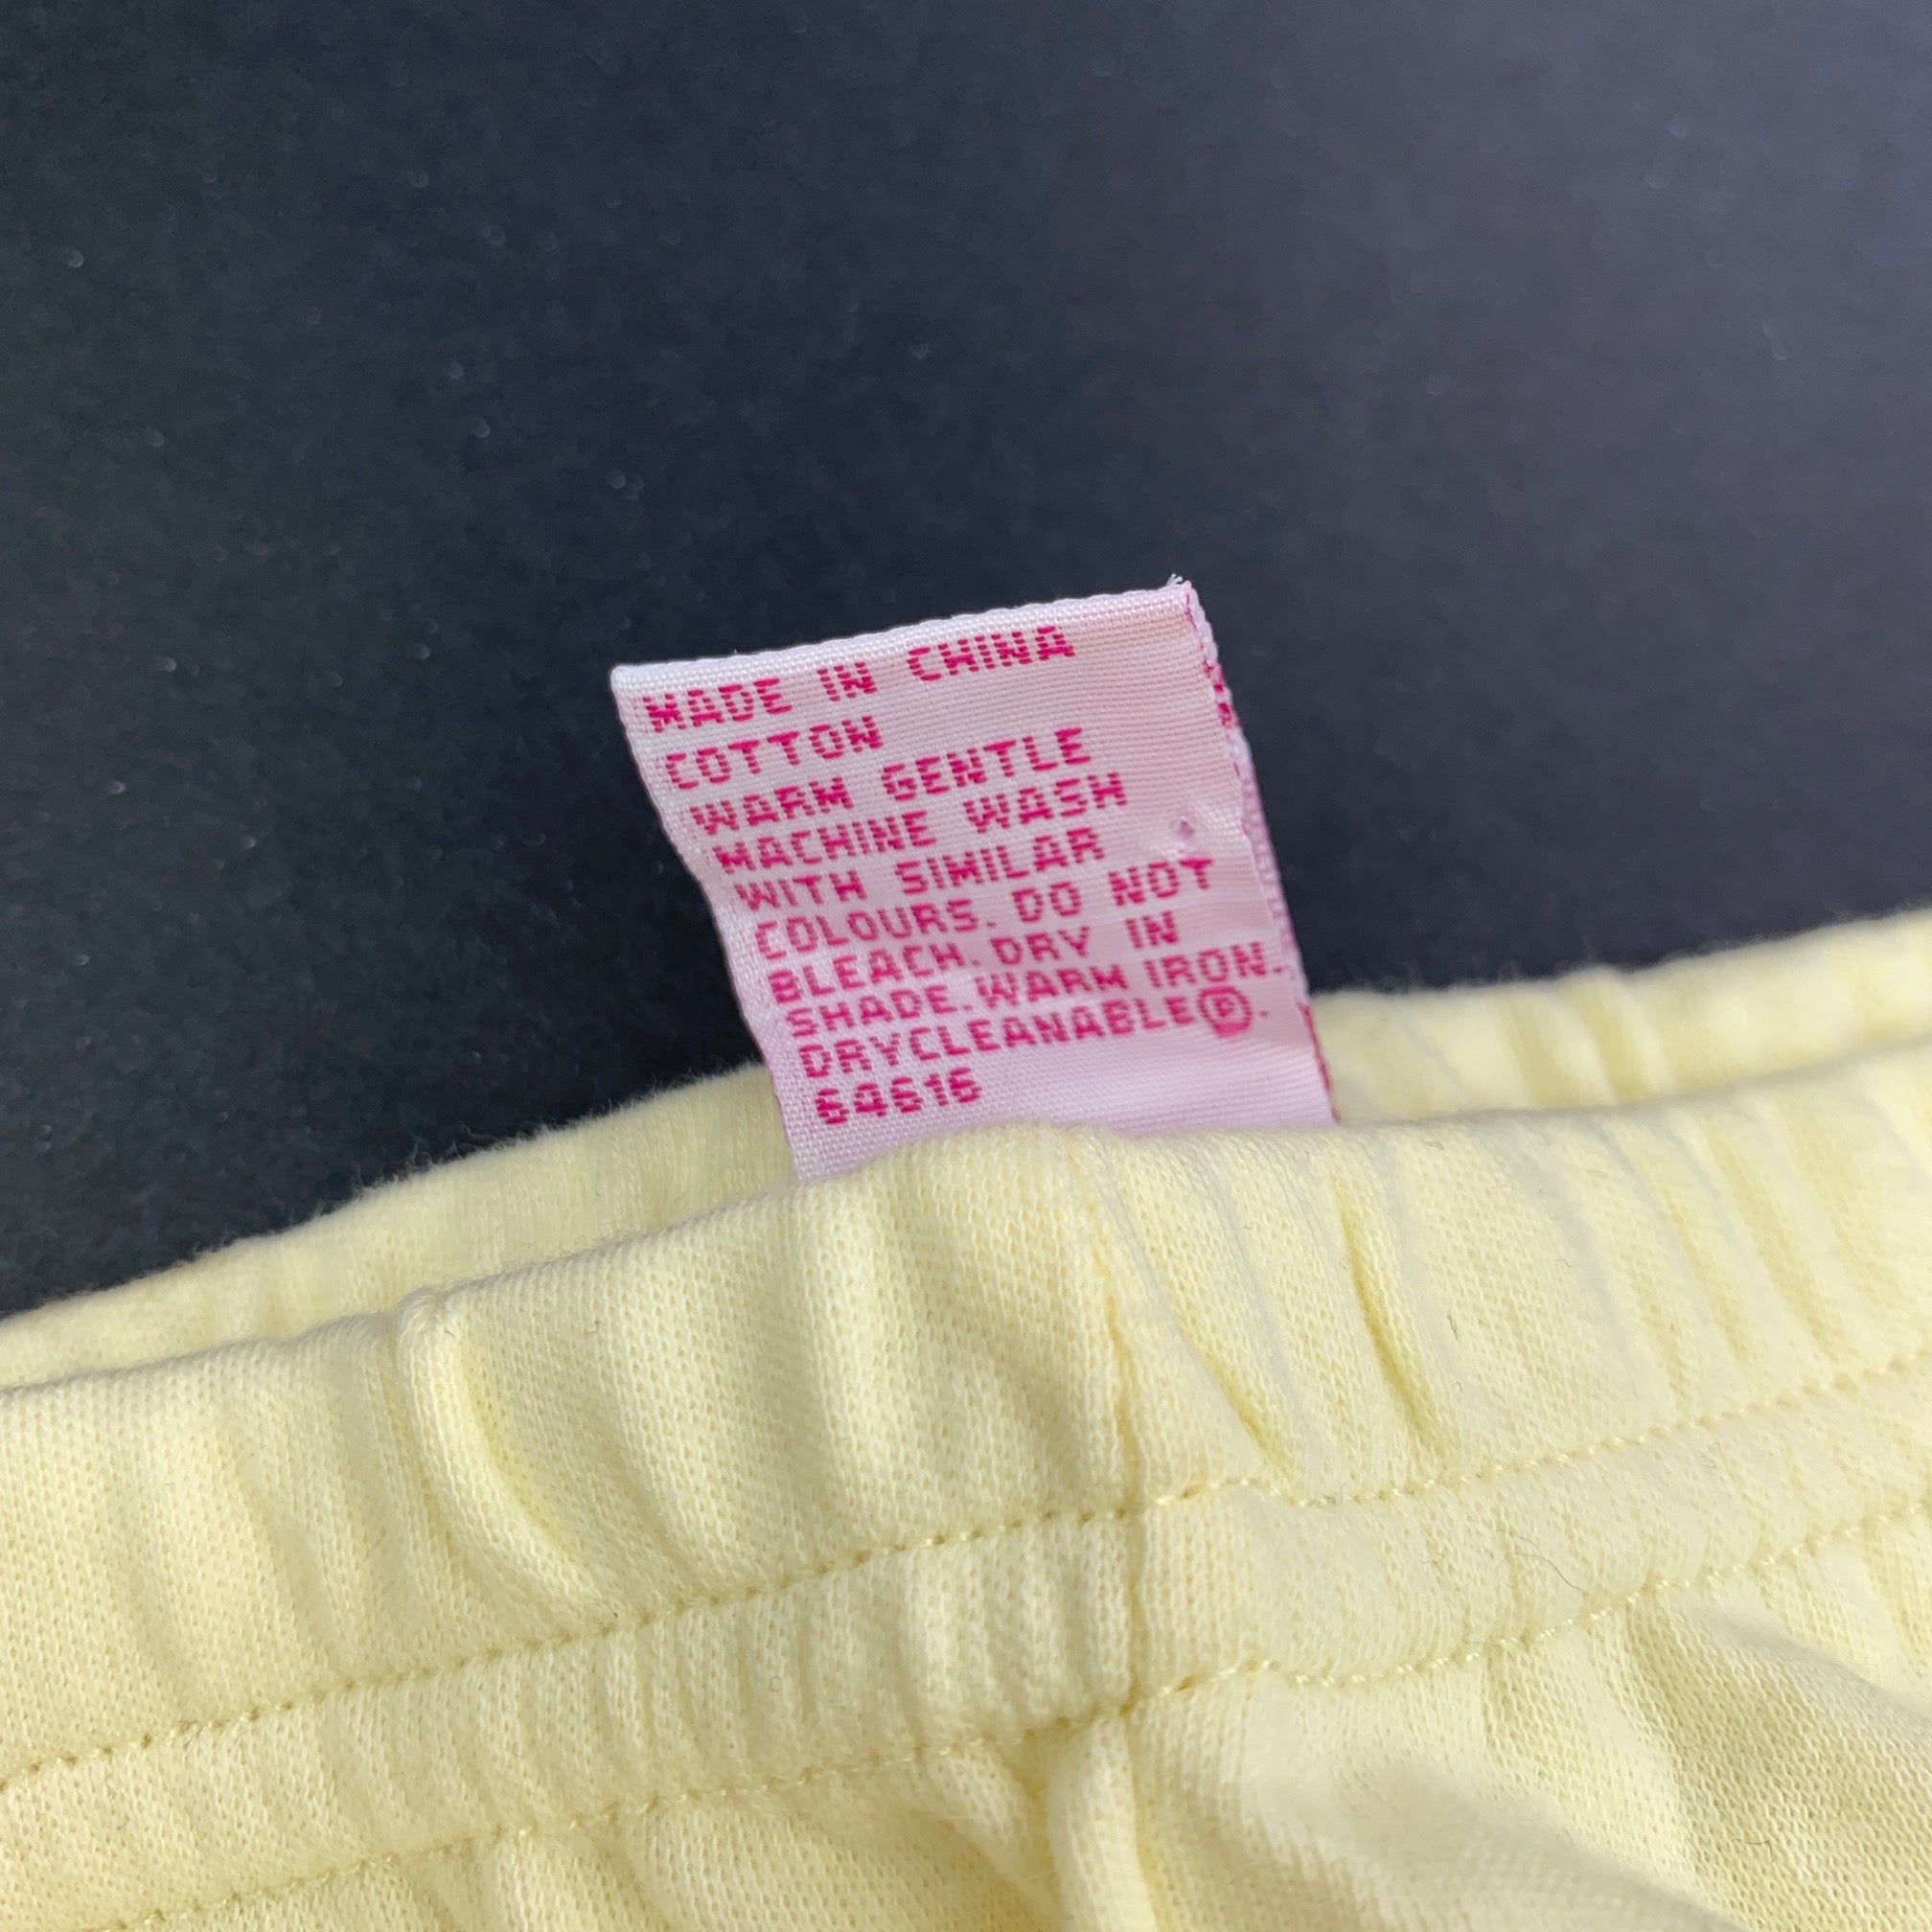 MADE IN CHINA
COTTON
WARM GENTLE
MACHINE WASH
WITH SIMILAR
COLOURS. DO NOT
BLEACH. DRY IN
SHADE. WARM IRON.
DRYCLEANABLE Ⓟ.
64616